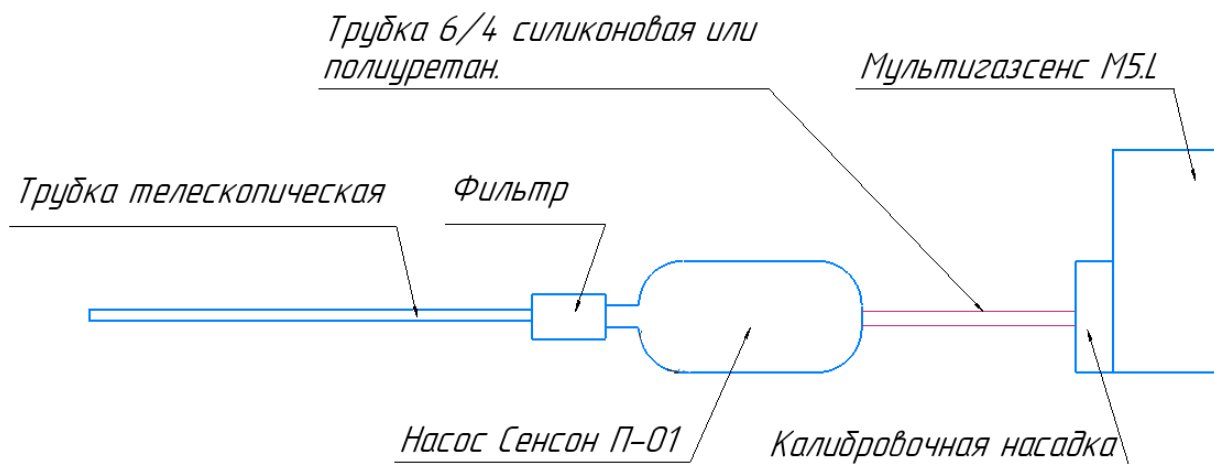 Трубка 6/4 силиконовая или
полиуретан.
Мультигазсенс М5.L
Трубка телескопическая
Фильтр
Насос Сенсон П-01
Калибровочная насадка